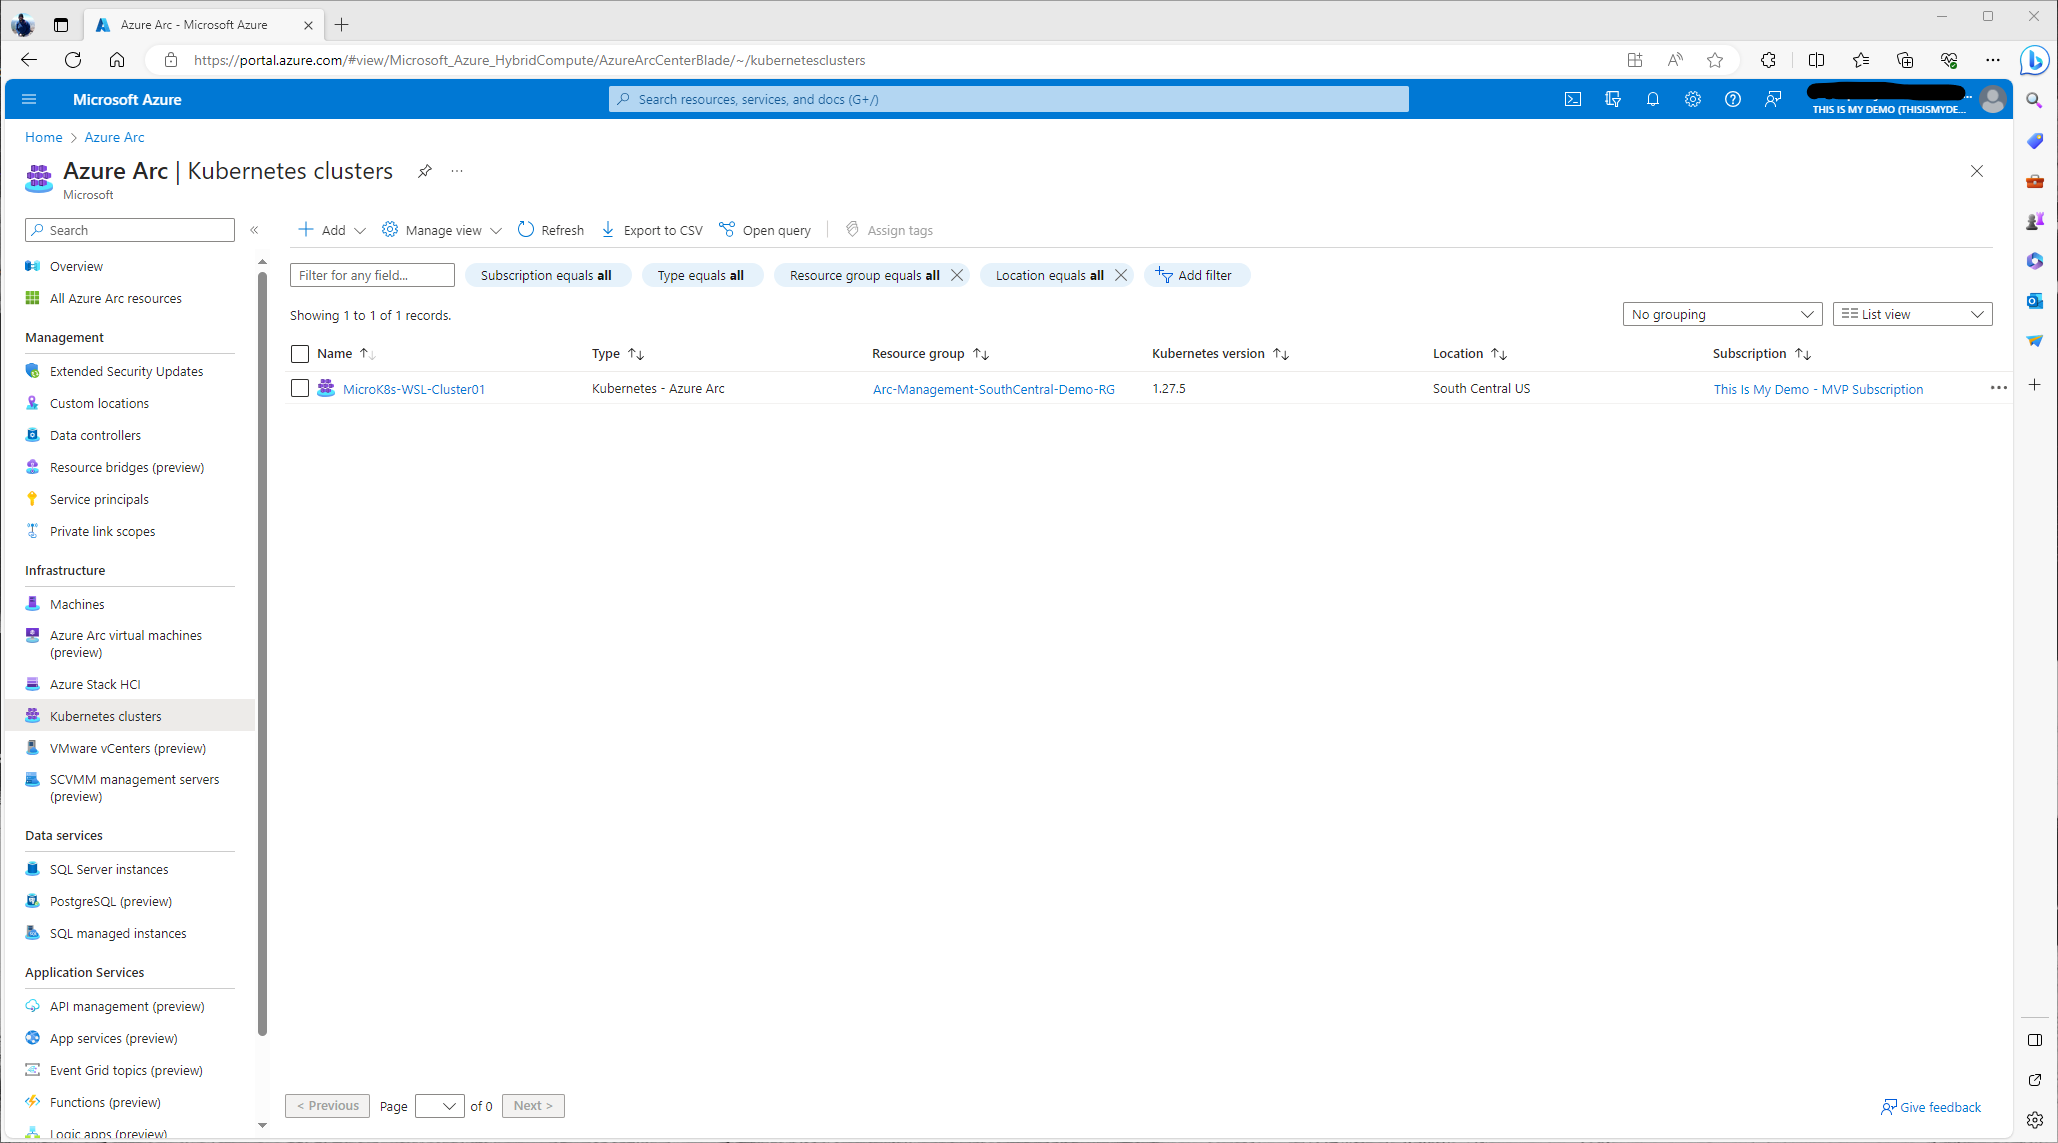 Azure Arc - Microsoft Azure
https://portal.azure.com/#view/Microsoft_Azure_HybridCompute/AzureArcCenterBlade/~/kubernetesclusters
Microsoft Azure
Search resources, services, and docs (G+/)
THIS IS MY DEMO (THISISMYDE...
Home > Azure Arc
Azure Arc | Kubernetes clusters
Microsoft
Search
Add
Manage view
Refresh
Export to CSV
Open query
Assign tags
Overview
All Azure Arc resources
Management
Extended Security Updates
Custom locations
Data controllers
Resource bridges (preview)
Service principals
Private link scopes
Infrastructure
Machines
Azure Arc virtual machines
(preview)
Azure Stack HCI
Kubernetes clusters
VMware vCenters (preview)
SCVMM management servers
(preview)
Data services
SQL Server instances
PostgreSQL (preview)
SQL managed instances
Application Services
API management (preview)
App services (preview)
Event Grid topics (preview)
Functions (preview)
Logic apps (preview)
Filter for any field...
Subscription equals all
Type equals all
Resource group equals all
Location equals all
Add filter
Showing 1 to 1 of 1 records.
No grouping
List view
Name Type Resource group Kubernetes version Location Subscription
MicroK8s-WSL-Cluster01 Kubernetes - Azure Arc Arc-Management-SouthCentral-Demo-RG 1.27.5 South Central US This Is My Demo - MVP Subscription
< Previous Page of 0 Next >
Give feedback